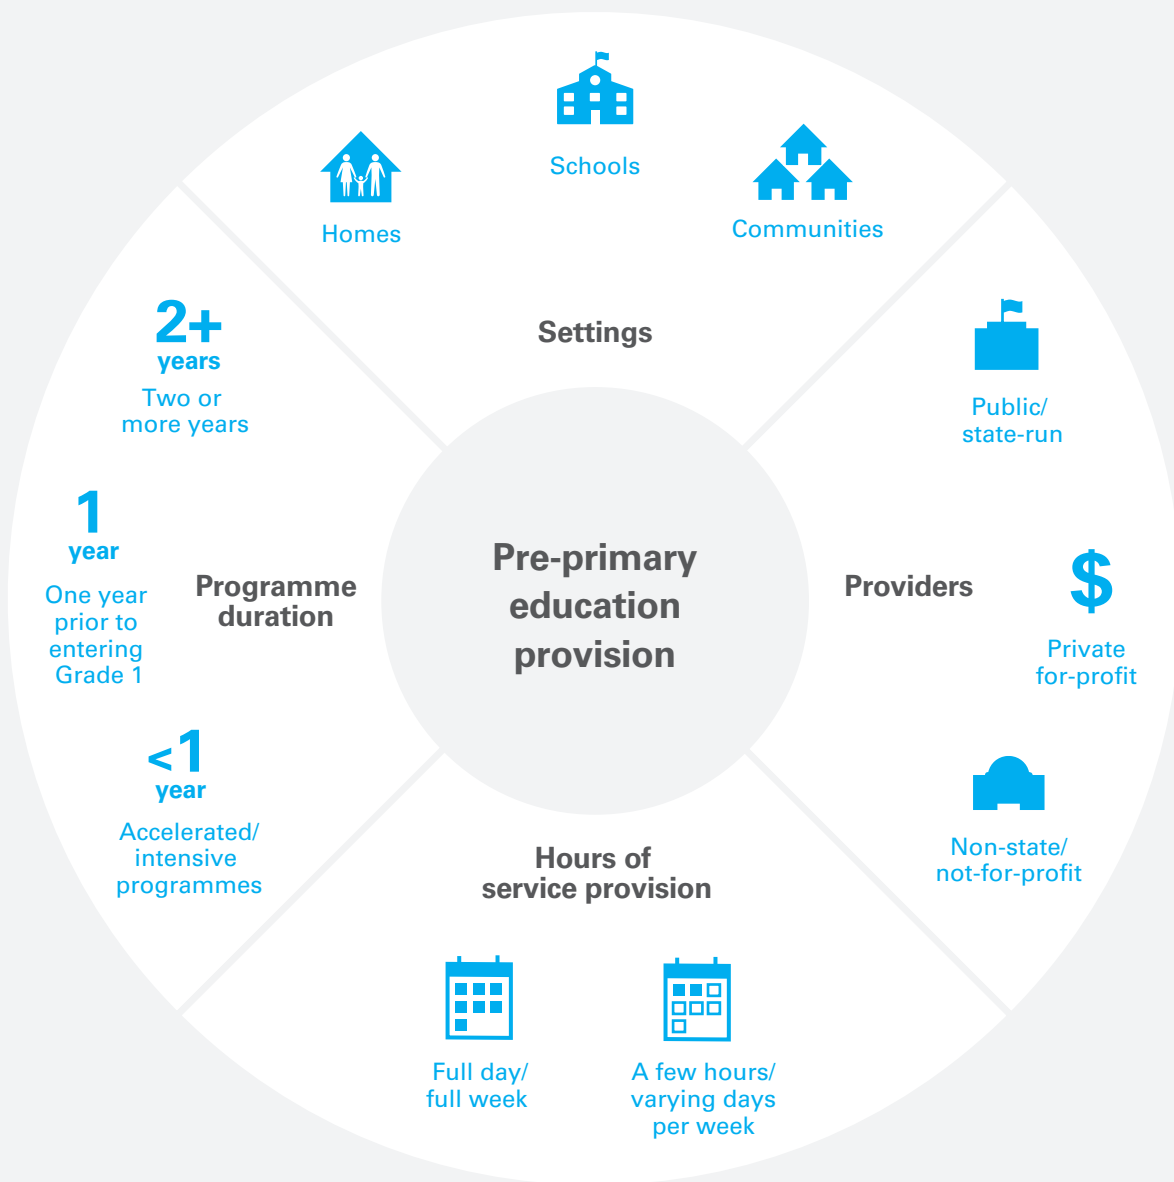 Schools
Homes
Communities
Settings
2+
years
Two or
more years
1
year
One year
prior to
entering
Grade 1
Programme
duration
<1
year
Accelerated/
intensive
programmes
Pre-primary
education
provision
Public/
state-run
Providers
$
Private
for-profit
Non-state/
not-for-profit
Hours of
service provision
Full day/
full week
A few hours/
varying days
per week